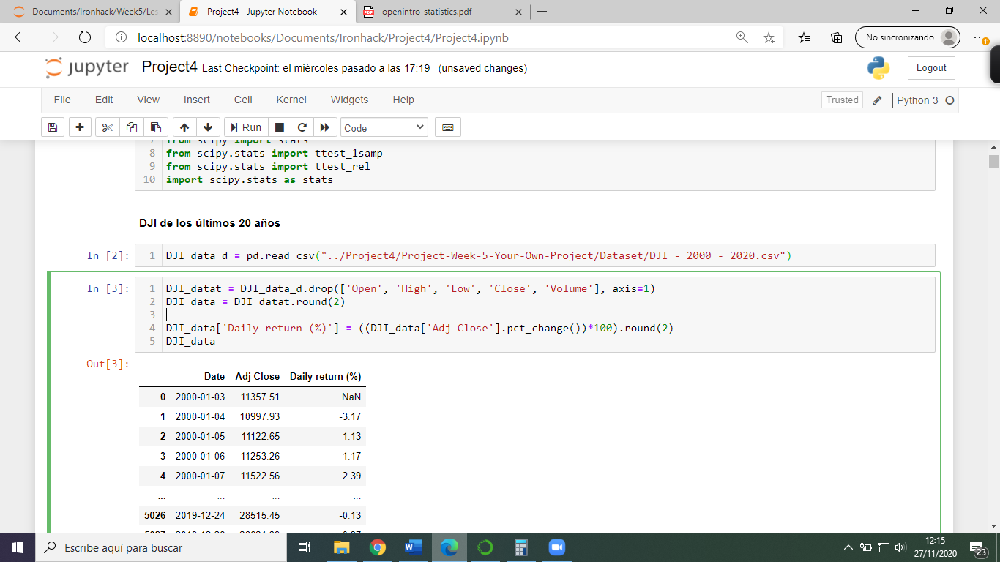 Documents/Ironhack/Week5/Les
Project4 - Jupyter Notebook
PDF
openintro-statistics.pdf
localhost:8890/notebooks/Documents/Ironhack/Project4/Project4.ipynb
No sincronizando
jupyter Project4 Last Checkpoint: el miércoles pasado a las 17:19 (unsaved changes)
Logout
File Edit View Insert Cell Kernel Widgets Help
Trusted
Python 3
Run
Code
7 from scipy import stats
8 from scipy.stats import ttest_1samp
9 from scipy.stats import ttest_rel
10 import scipy.stats as stats
DJI de los últimos 20 años
In [2]: 1 DJI_data_d = pd.read_csv("../Project4/Project-Week-5-Your-Own-Project/Dataset/DJI - 2000 - 2020.csv")
In [3]: 1 DJI_datat = DJI_data_d.drop(['Open', 'High', 'Low', 'Close', 'Volume'], axis=1)
2 DJI_data = DJI_datat.round(2)
3
4 DJI_data['Daily return (%)'] = ((DJI_data['Adj Close'].pct_change())*100).round(2)
5 DJI_data
Out[3]:
Date Adj Close Daily return (%)
0 2000-01-03 11357.51 NaN
1 2000-01-04 10997.93 -3.17
2 2000-01-05 11122.65 1.13
3 2000-01-06 11253.26 1.17
4 2000-01-07 11522.56 2.39
... ... ... ...
5026 2019-12-24 28515.45 -0.13
Escribe aquí para buscar
12:15
27/11/2020
23